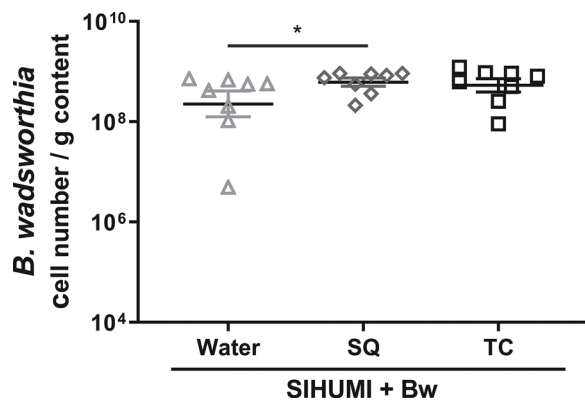 B. wadsworthia
cell number / g content
10^10
10^8
10^6
10^4
*
Water SQ TC
SIHUMI + Bw